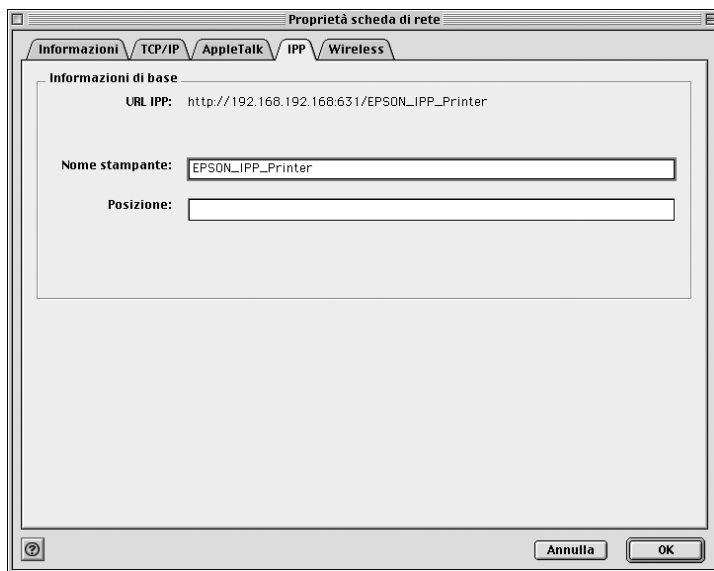 Proprietà scheda di rete
Informazioni
TCP/IP
AppleTalk
IPP
Wireless
Informazioni di base
URL IPP: http://192.168.192.168:631/EPSON_IPP_Printer
Nome stampante: EPSON_IPP_Printer
Posizione:
?
Annulla
OK